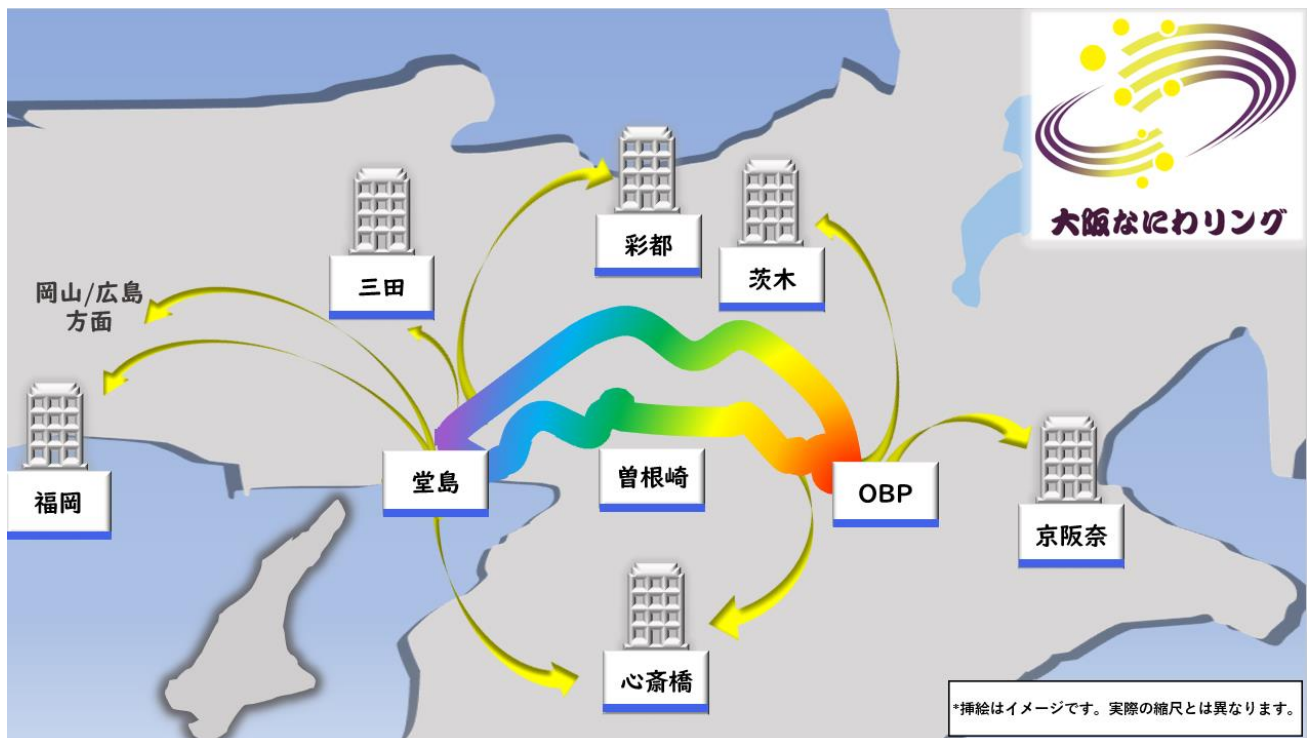 大阪なにわリング
彩都
茨木
三田
岡山/広島
方面
福岡
堂島
曽根崎
OBP
京阪奈
心斎橋
*挿絵はイメージです。実際の縮尺とは異なります。